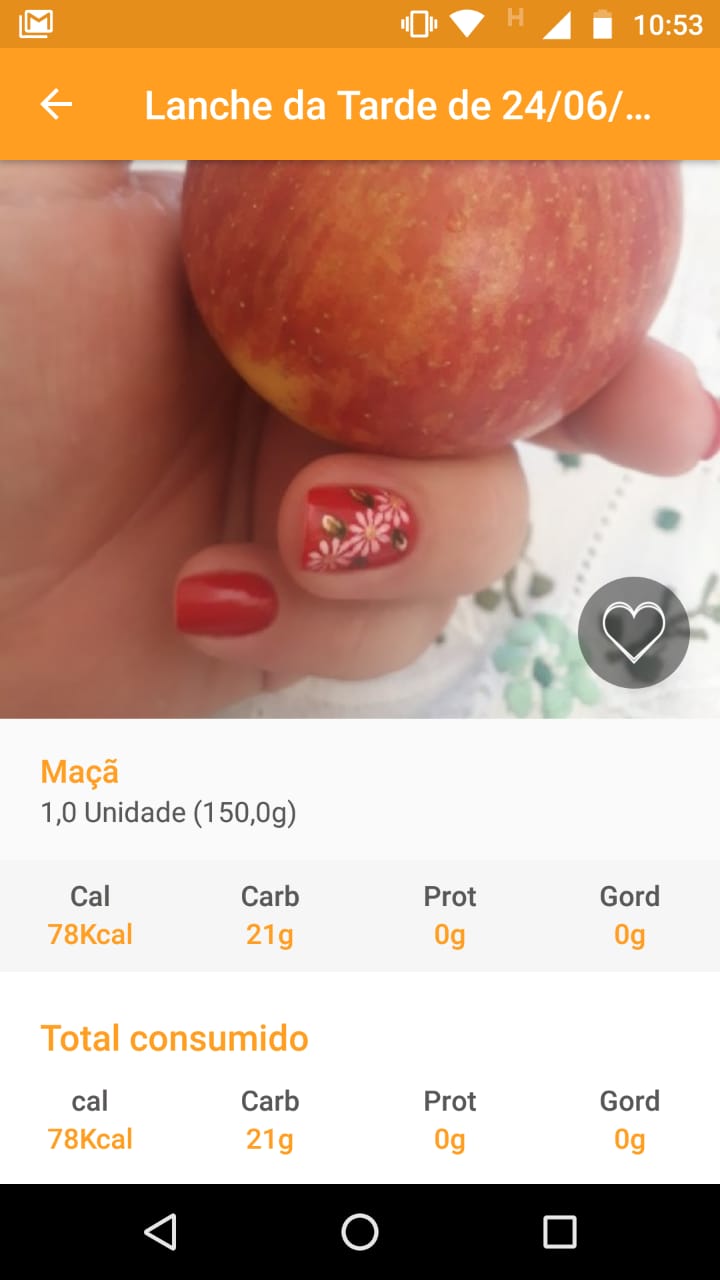 H 10:53
Lanche da Tarde de 24/06/...
Maçã
1,0 Unidade (150,0g)
Cal Carb Prot Gord
78Kcal 21g 0g 0g
Total consumido
cal Carb Prot Gord
78Kcal 21g 0g 0g